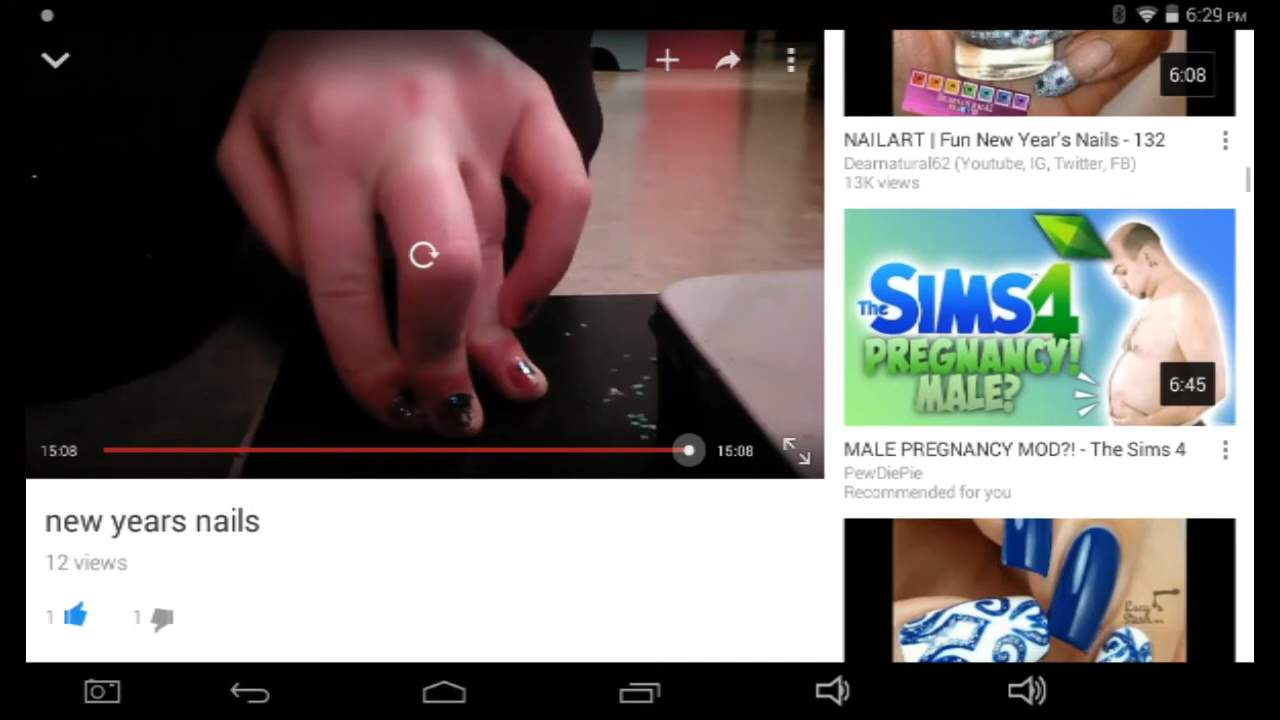 6:29 PM
15:08
15:08
new years nails
12 views
1
1
6:08
NAILART | Fun New Year's Nails - 132
Dearnatural62 (Youtube, IG, Twitter, FB)
13K views
The SIMS 4
PREGNANCY!
MALE?
6:45
MALE PREGNANCY MOD?! - The Sims 4
PewDiePie
Recommended for you